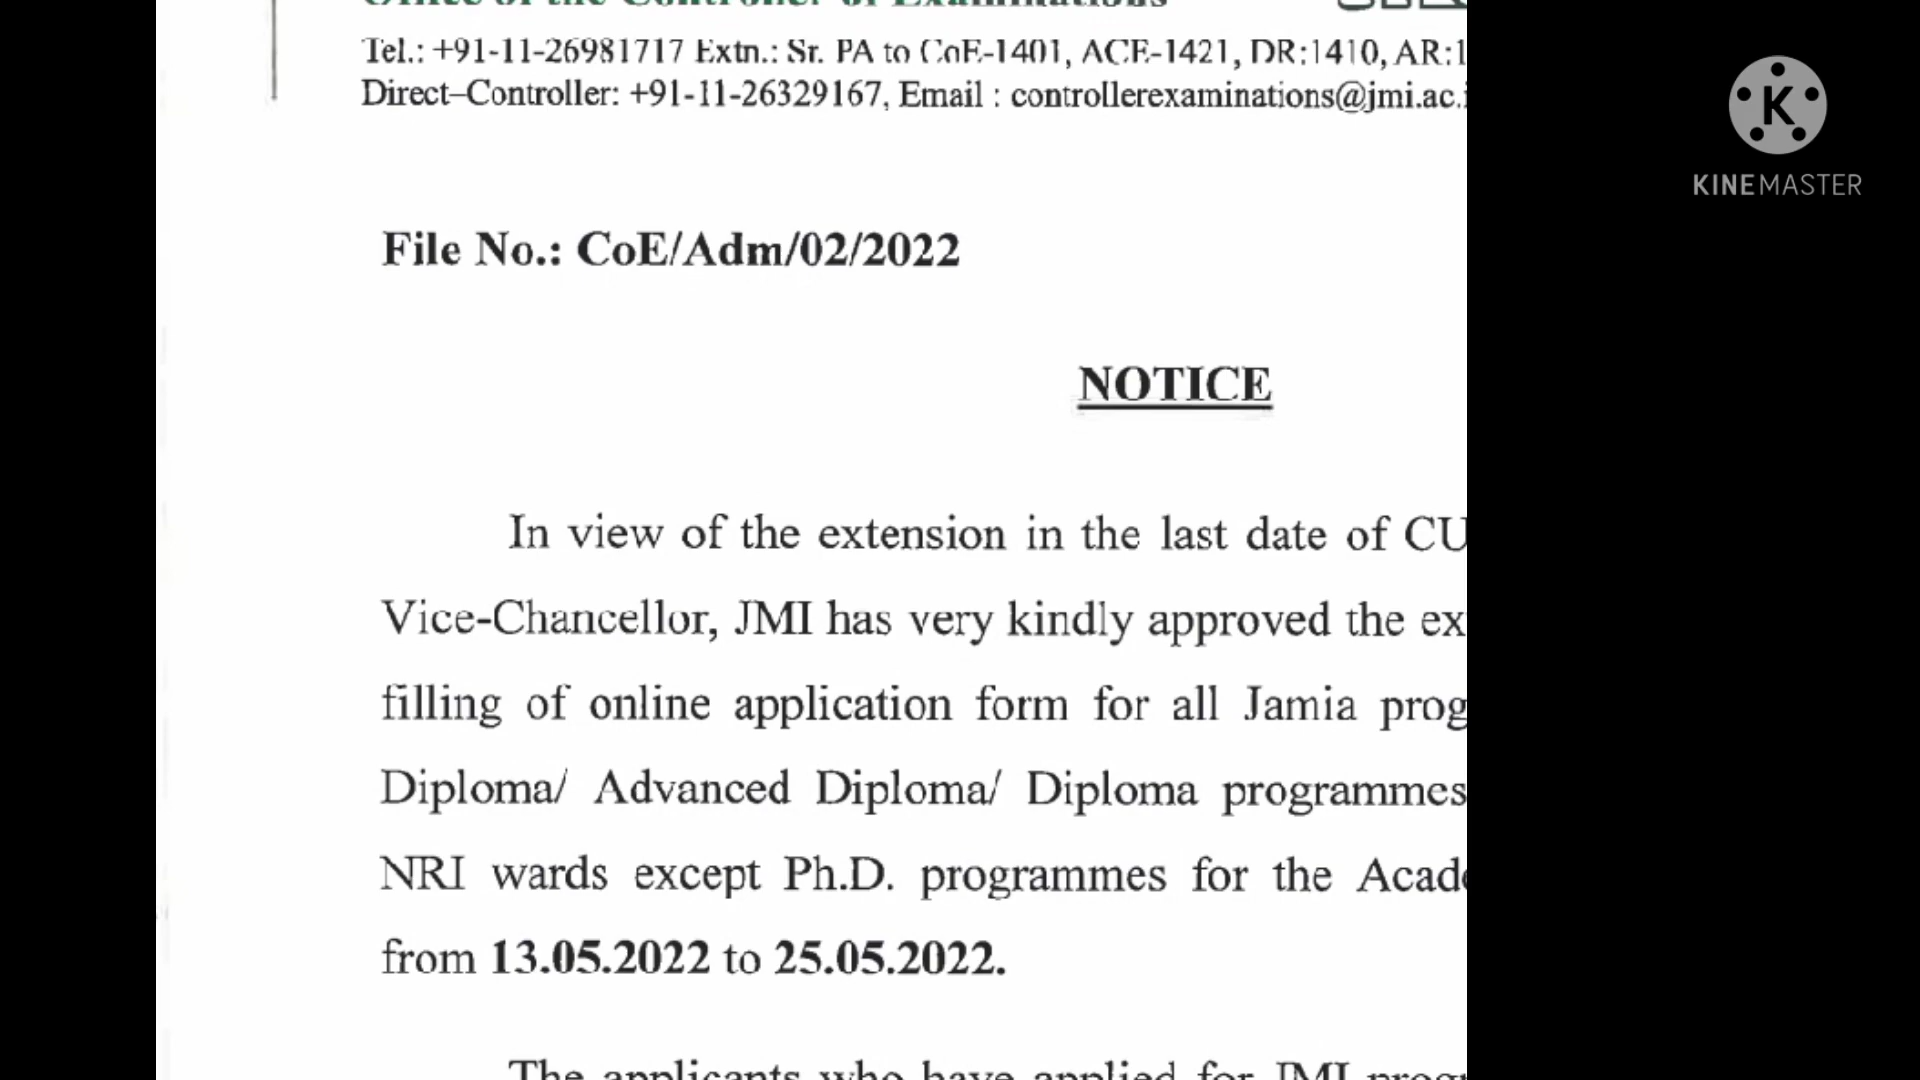 Office of the Controller of Examinations
Tel.: +91-11-26981717 Extn.: Sr. PA to CoE-1401, ACE-1421, DR:1410, AR:1
Direct–Controller: +91-11-26329167, Email : controllerexaminations@jmi.ac.i
KINEMASTER
File No.: CoE/Adm/02/2022
NOTICE
In view of the extension in the last date of CU
Vice-Chancellor, JMI has very kindly approved the ex
filling of online application form for all Jamia prog
Diploma/ Advanced Diploma/ Diploma programmes
NRI wards except Ph.D. programmes for the Acad
from 13.05.2022 to 25.05.2022.
The applicants who have applied for JMI prog